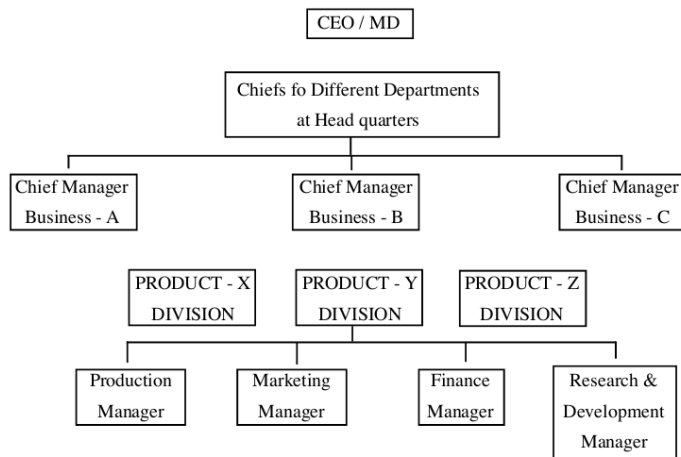 CEO / MD
Chiefs fo Different Departments
at Head quarters
Chief Manager
Business - A
Chief Manager
Business - B
Chief Manager
Business - C
PRODUCT - X
DIVISION
PRODUCT - Y
DIVISION
PRODUCT - Z
DIVISION
Production
Manager
Marketing
Manager
Finance
Manager
Research &
Development
Manager